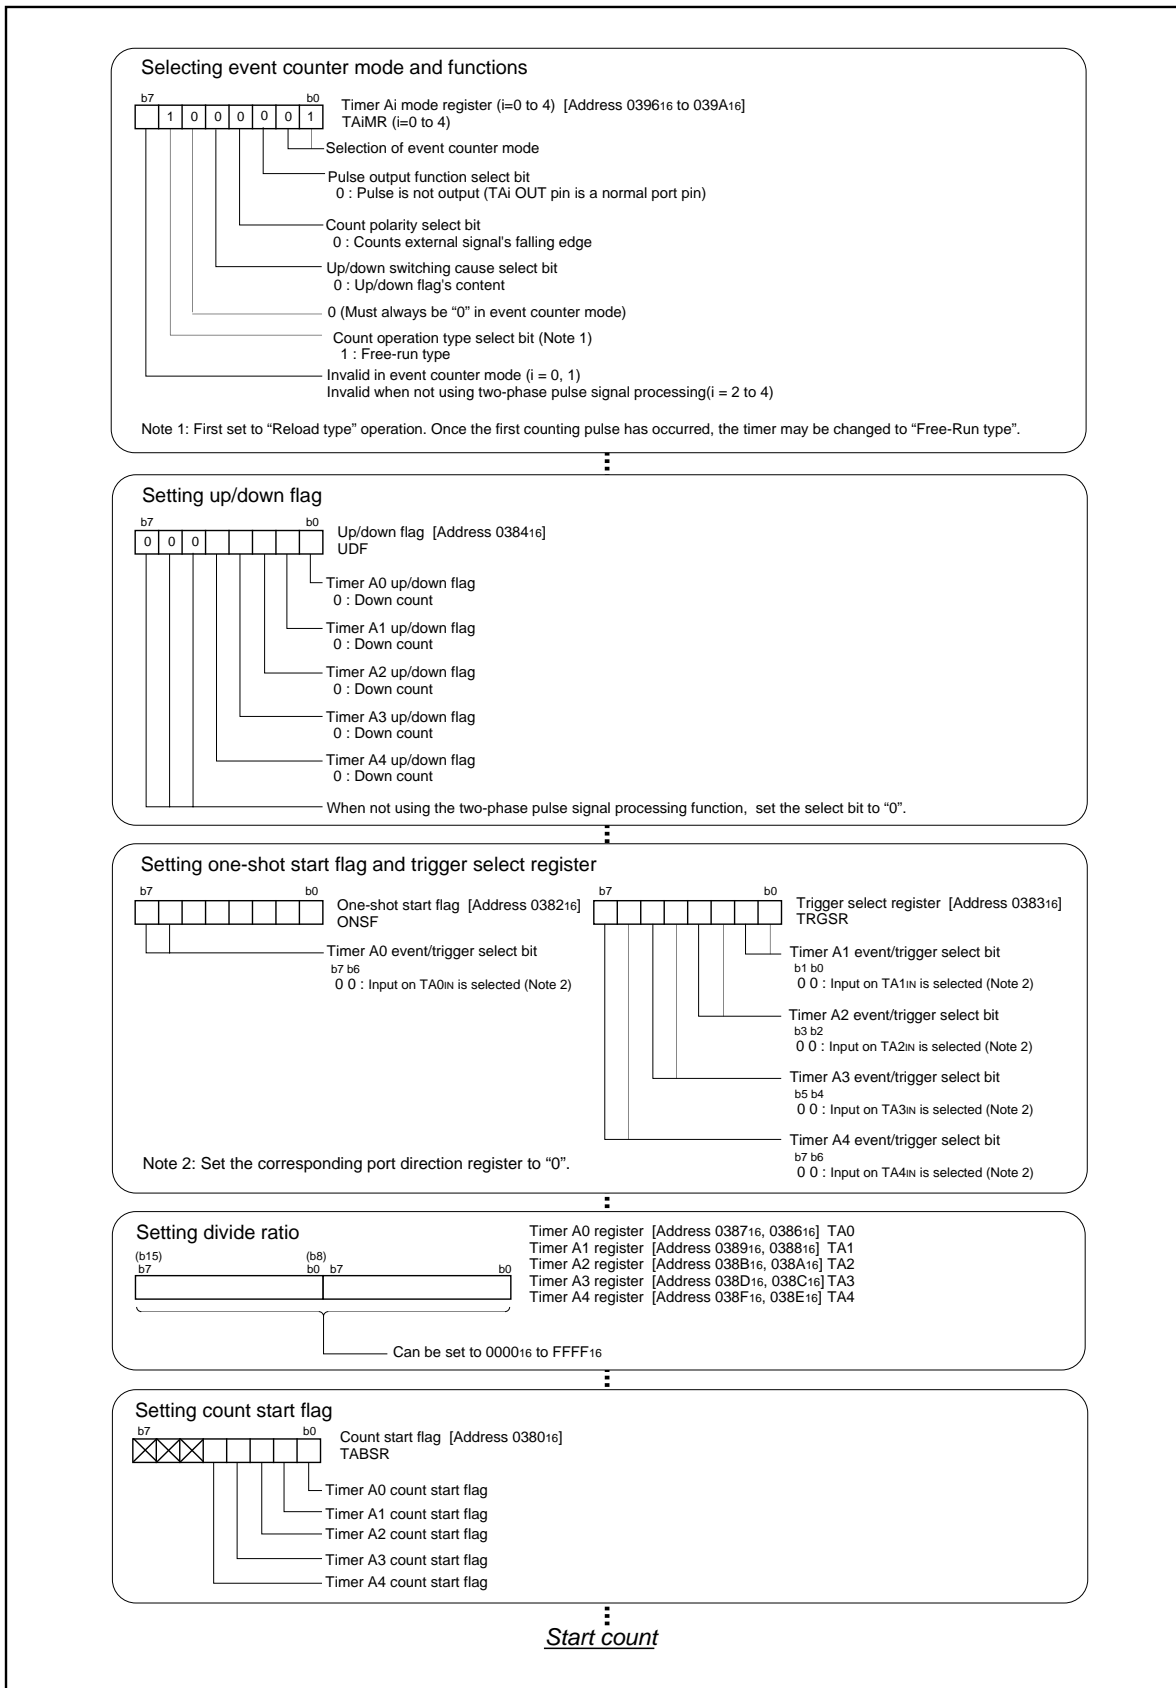 Selecting event counter mode and functions
b7 b0
1 0 0 0 0 0 1
Timer Ai mode register (i=0 to 4) [Address 039616 to 039A16]
TAiMR (i=0 to 4)
Selection of event counter mode
Pulse output function select bit
0 : Pulse is not output (TAi OUT pin is a normal port pin)
Count polarity select bit
0 : Counts external signal's falling edge
Up/down switching cause select bit
0 : Up/down flag's content
0 (Must always be “0” in event counter mode)
Count operation type select bit (Note 1)
1 : Free-run type
Invalid in event counter mode (i = 0, 1)
Invalid when not using two-phase pulse signal processing(i = 2 to 4)
Note 1: First set to “Reload type” operation. Once the first counting pulse has occurred, the timer may be changed to “Free-Run type”.
Setting up/down flag
b7 b0
0 0 0
Up/down flag [Address 038416]
UDF
Timer A0 up/down flag
0 : Down count
Timer A1 up/down flag
0 : Down count
Timer A2 up/down flag
0 : Down count
Timer A3 up/down flag
0 : Down count
Timer A4 up/down flag
0 : Down count
When not using the two-phase pulse signal processing function, set the select bit to “0”.
Setting one-shot start flag and trigger select register
b7 b0
One-shot start flag [Address 038216]
ONSF
Timer A0 event/trigger select bit
b7 b6
0 0 : Input on TA0IN is selected (Note 2)
b7 b0
Trigger select register [Address 038316]
TRGSR
Timer A1 event/trigger select bit
b1 b0
0 0 : Input on TA1IN is selected (Note 2)
Timer A2 event/trigger select bit
b3 b2
0 0 : Input on TA2IN is selected (Note 2)
Timer A3 event/trigger select bit
b5 b4
0 0 : Input on TA3IN is selected (Note 2)
Timer A4 event/trigger select bit
b7 b6
0 0 : Input on TA4IN is selected (Note 2)
Note 2: Set the corresponding port direction register to “0”.
Setting divide ratio
(b15) (b8)
b7 b0 b7 b0
Timer A0 register [Address 038716, 038616] TA0
Timer A1 register [Address 038916, 038816] TA1
Timer A2 register [Address 038B16, 038A16] TA2
Timer A3 register [Address 038D16, 038C16] TA3
Timer A4 register [Address 038F16, 038E16] TA4
Can be set to 000016 to FFFF16
Setting count start flag
b7 b0
Count start flag [Address 038016]
TABSR
Timer A0 count start flag
Timer A1 count start flag
Timer A2 count start flag
Timer A3 count start flag
Timer A4 count start flag
Start count